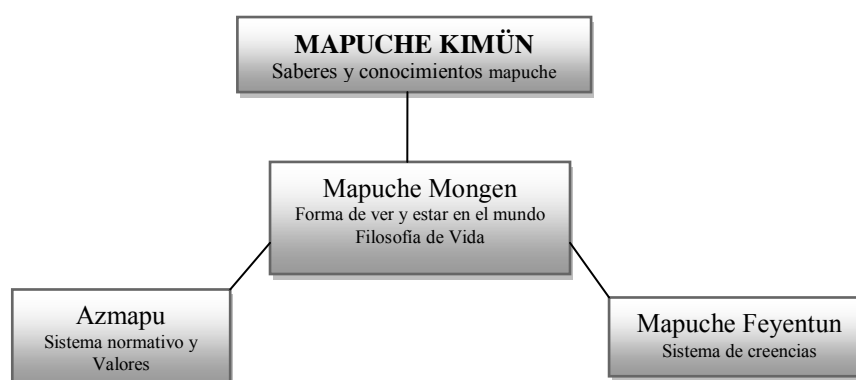 MAPUCHE KIMÜN
Saberes y conocimientos mapuche
Mapuche Mongen
Forma de ver y estar en el mundo
Filosofía de Vida
Azmapu
Sistema normativo y
Valores
Mapuche Feyentun
Sistema de creencias